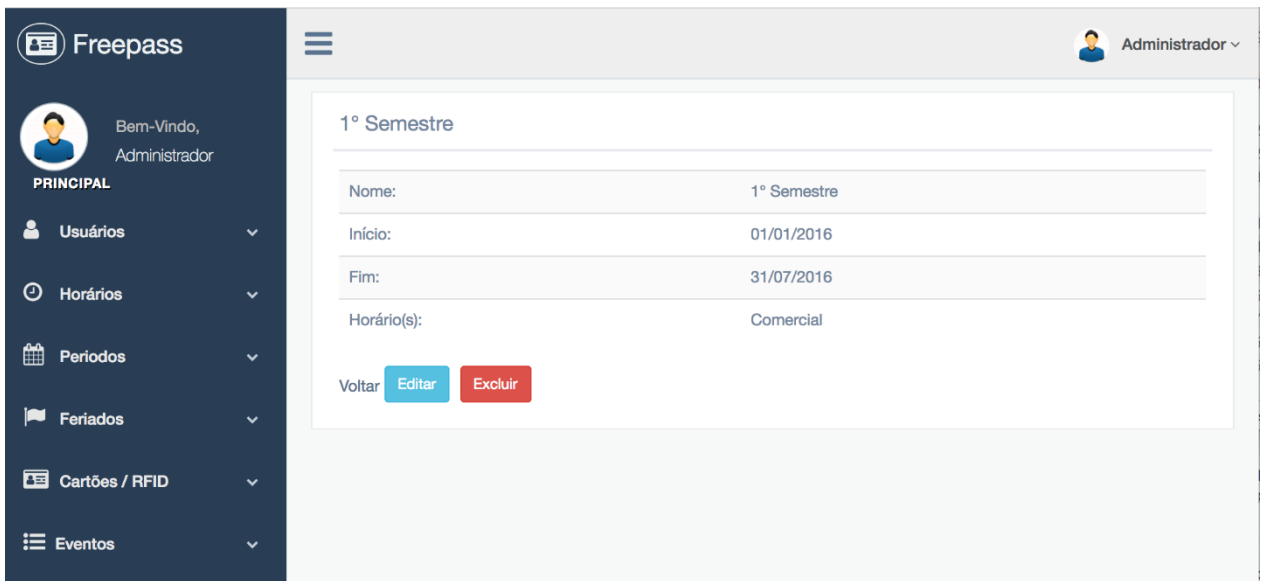 Freepass
Administrador
Bem-Vindo,
Administrador
PRINCIPAL
Usuários
Horários
Periodos
Feriados
Cartões / RFID
Eventos
1° Semestre
Nome: 1° Semestre
Início: 01/01/2016
Fim: 31/07/2016
Horário(s): Comercial
Voltar Editar Excluir